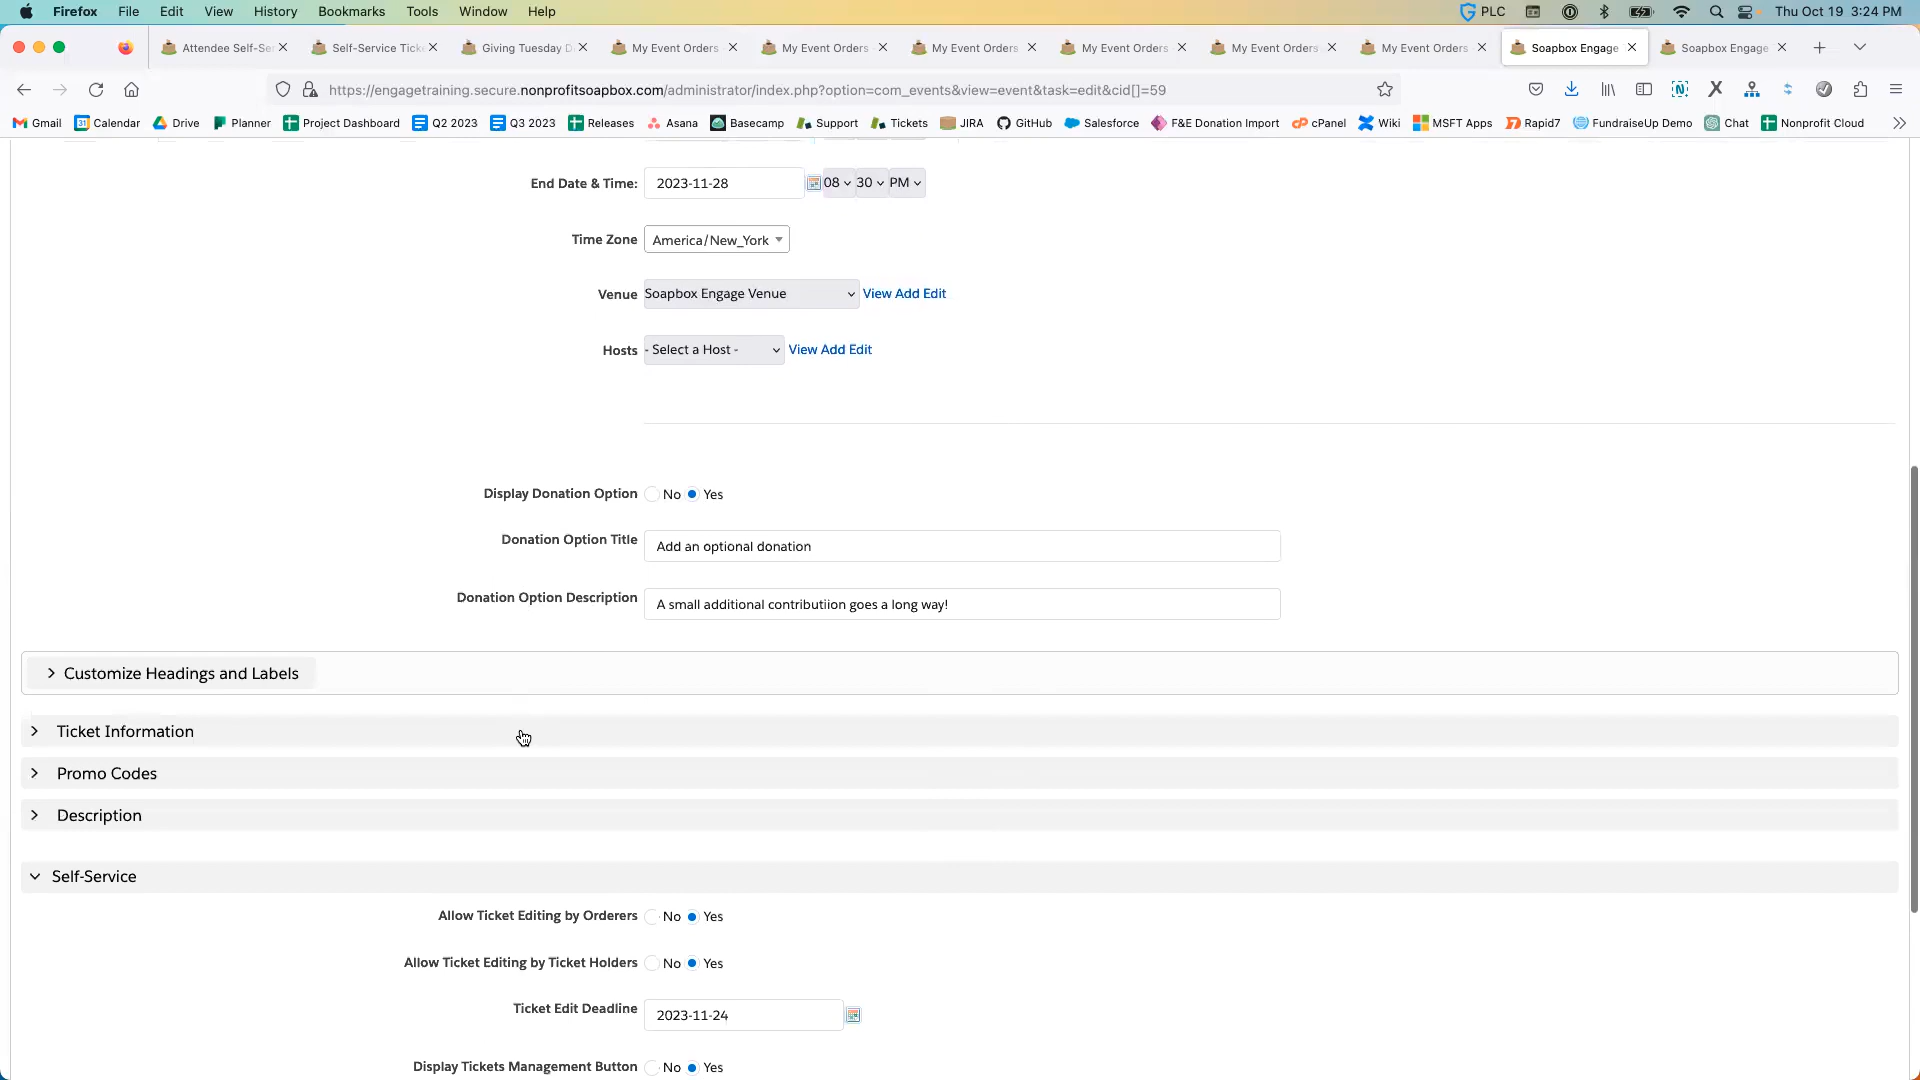 Firefox File Edit View History Bookmarks Tools Window Help PLC Thu Oct 19 3:24 PM
Attendee Self-Se Self-Service Tick Giving Tuesday D My Event Orders My Event Orders My Event Orders My Event Orders My Event Orders My Event Orders Soapbox Engage Soapbox Engage
https://engagetraining.secure.nonprofitsoapbox.com/administrator/index.php?option=com_events&view=event&task=edit&cid[]=59
Gmail Calendar Drive Planner Project Dashboard Q2 2023 Q3 2023 Releases Asana Basecamp Support Tickets JIRA GitHub Salesforce F&E Donation Import cPanel Wiki MSFT Apps Rapid7 FundraiseUp Demo Chat Nonprofit Cloud
End Date & Time: 2023-11-28 08 30 PM
Time Zone America/New_York
Venue Soapbox Engage Venue View Add Edit
Hosts - Select a Host - View Add Edit
Display Donation Option No Yes
Donation Option Title Add an optional donation
Donation Option Description A small additional contributiion goes a long way!
Customize Headings and Labels
Ticket Information
Promo Codes
Description
Self-Service
Allow Ticket Editing by Orderers No Yes
Allow Ticket Editing by Ticket Holders No Yes
Ticket Edit Deadline 2023-11-24
Display Tickets Management Button No Yes